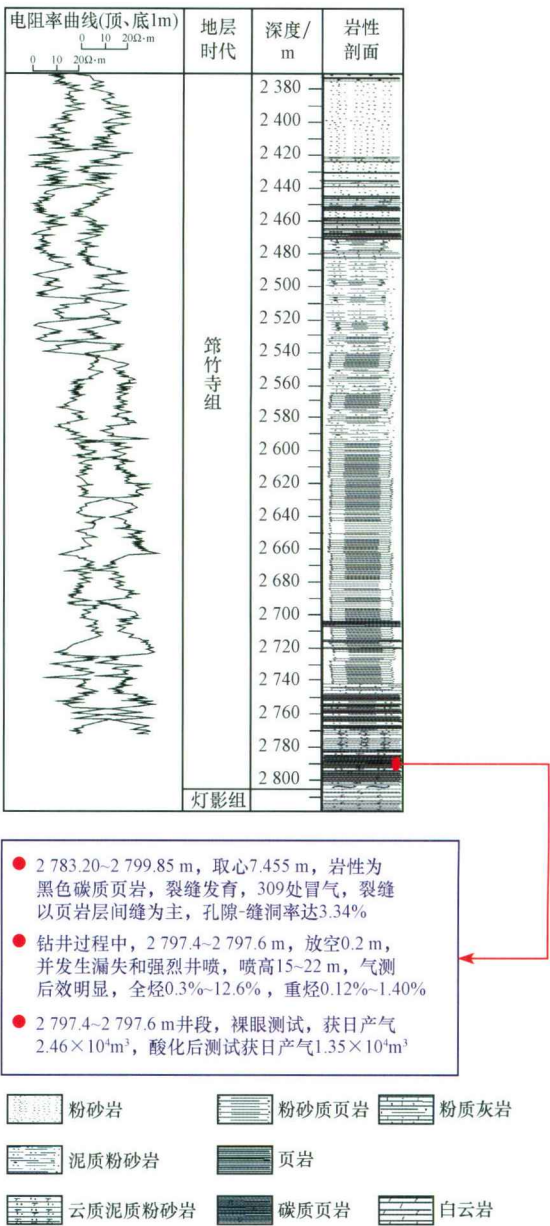 电阻率曲线(顶、底1m)
0 10 20Ω·m
0 10 20Ω·m
地层
时代
深度/
m
岩性
剖面
2 380
2 400
2 420
2 440
2 460
2 480
2 500
2 520
2 540
2 560
2 580
2 600
2 620
2 640
2 660
2 680
2 700
2 720
2 740
2 760
2 780
2 800
筇竹寺组
灯影组
● 2 783.20~2 799.85 m，取心7.455 m，岩性为
黑色碳质页岩，裂缝发育，309处冒气，裂缝
以页岩层间缝为主，孔隙-缝洞率达3.34%
● 钻井过程中，2 797.4~2 797.6 m，放空0.2 m，
并发生漏失和强烈井喷，喷高15~22 m，气测
后效明显，全烃0.3%~12.6%，重烃0.12%~1.40%
● 2 797.4~2 797.6 m井段，裸眼测试，获日产气
2.46×10⁴m³，酸化后测试获日产气1.35×10⁴m³
粉砂岩
粉砂质页岩
粉质灰岩
泥质粉砂岩
页岩
云质泥质粉砂岩
碳质页岩
白云岩